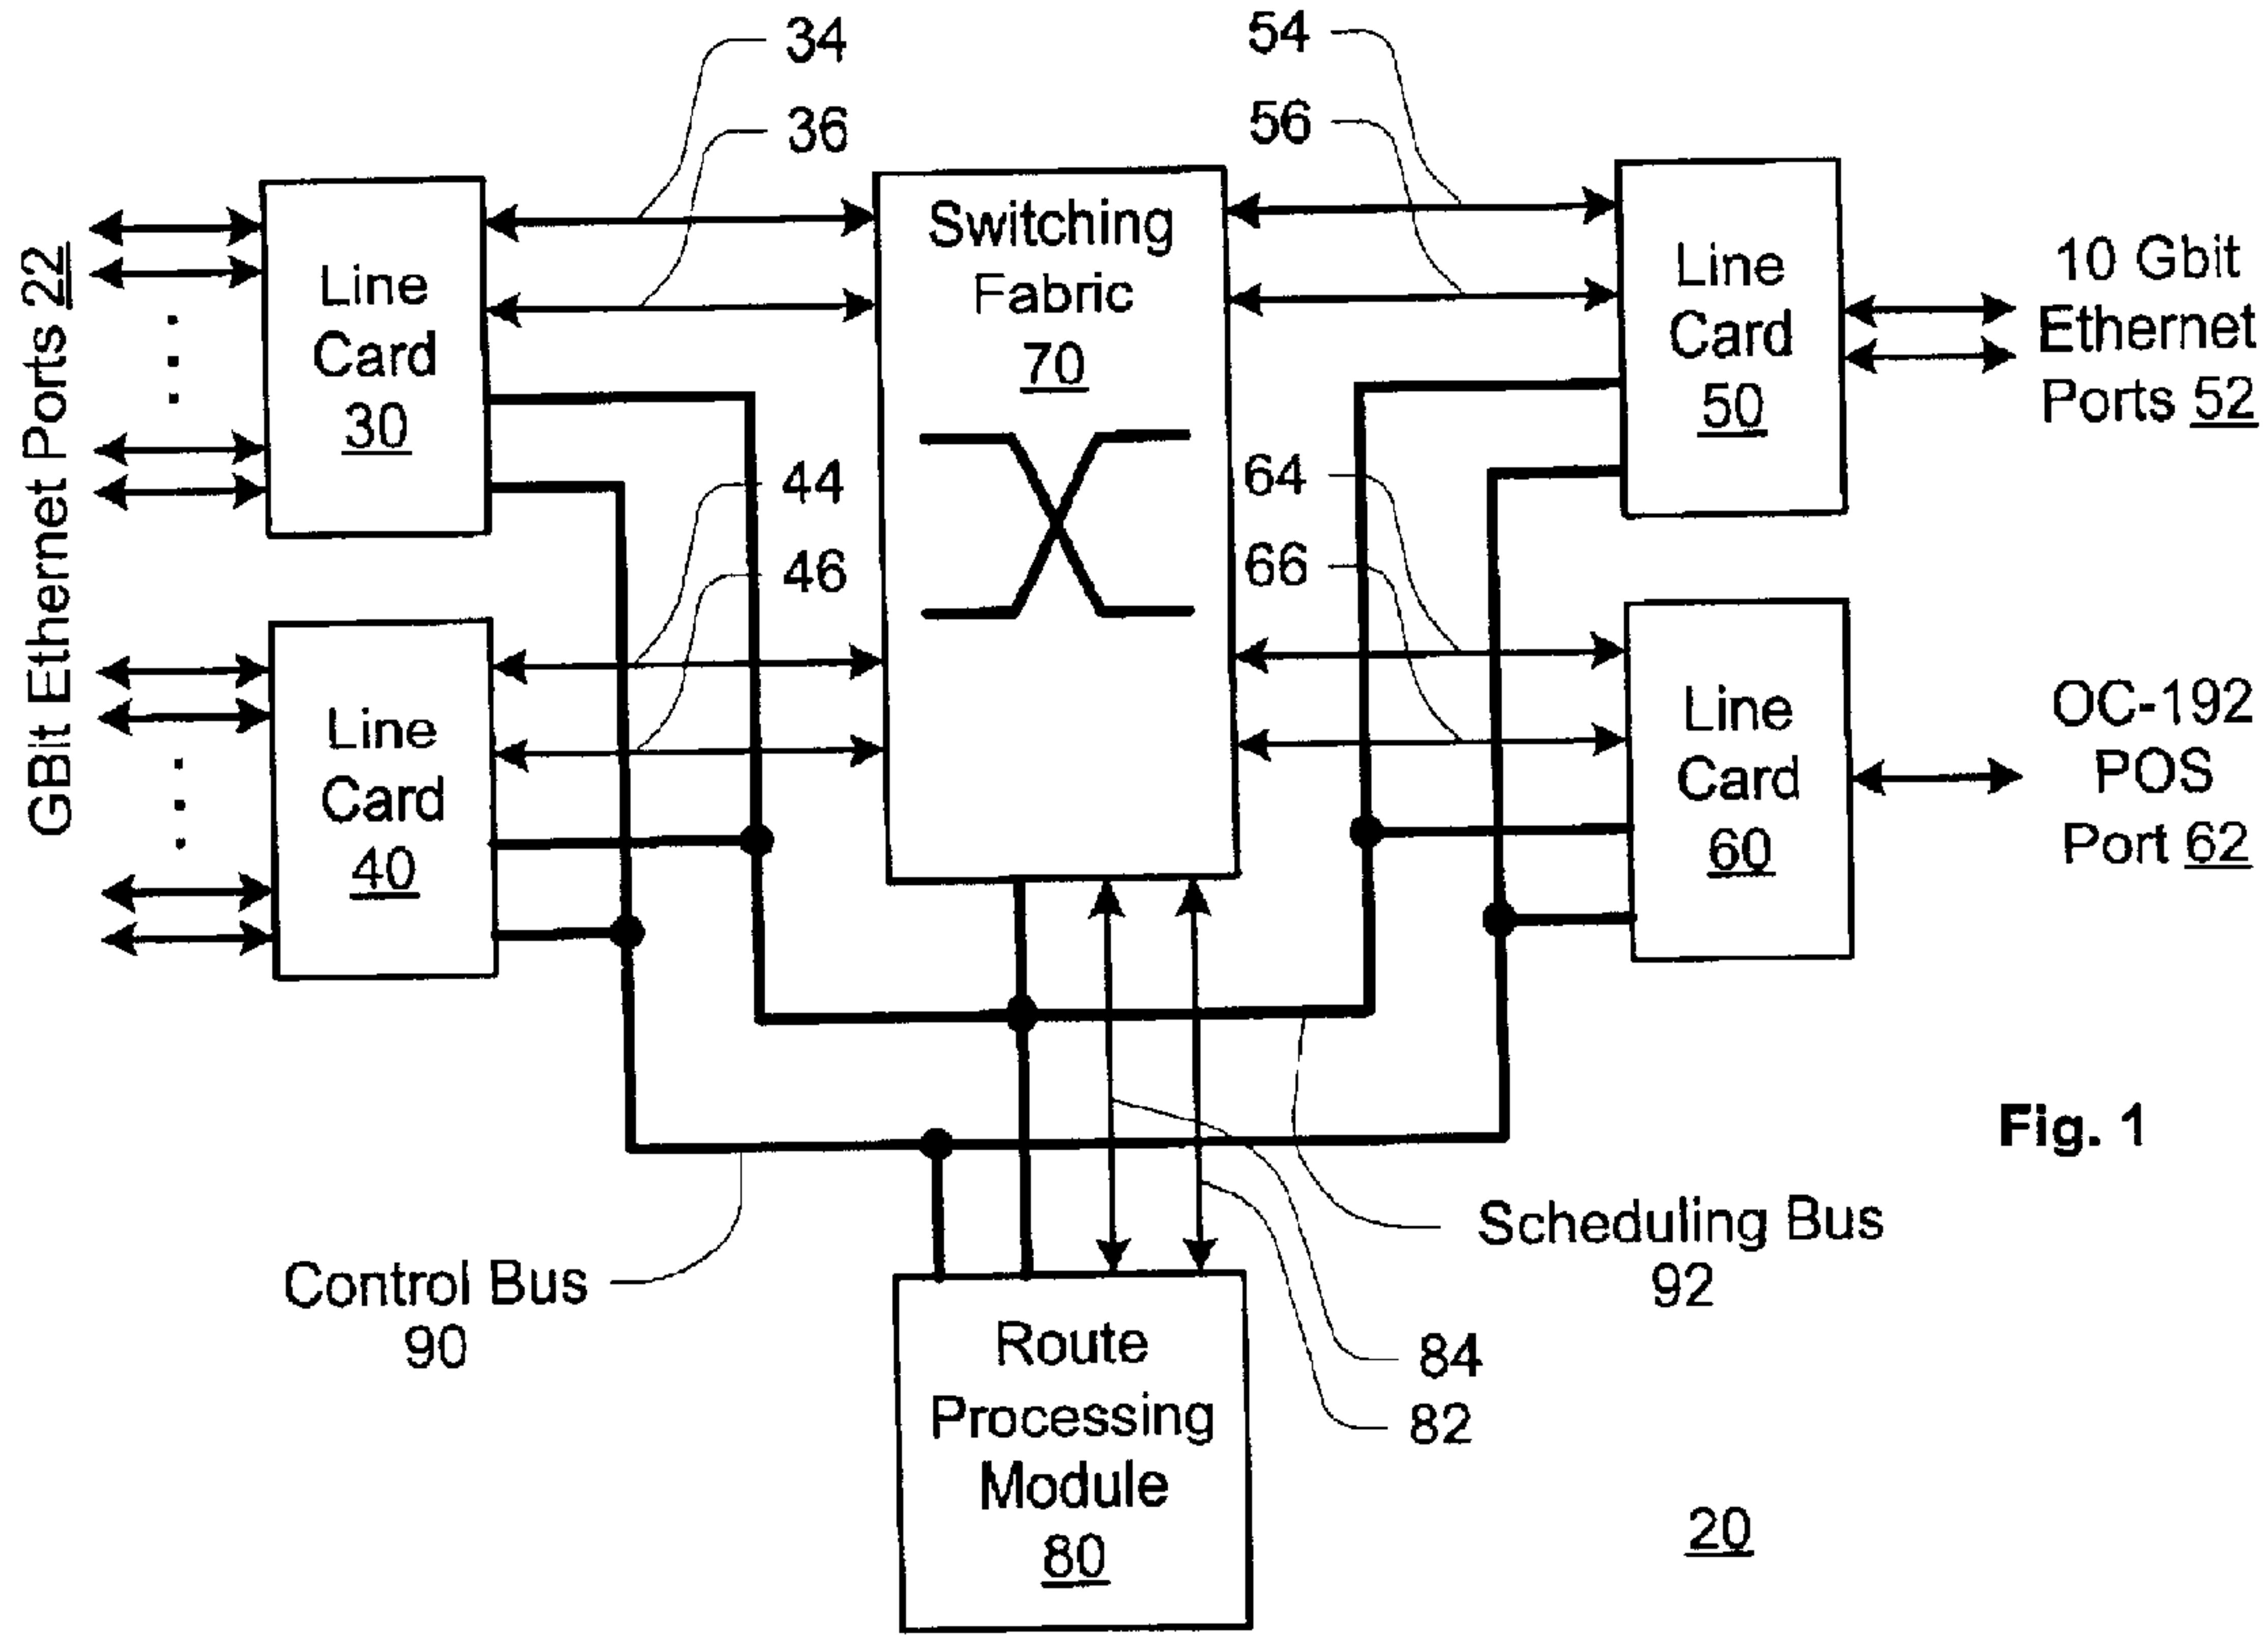 34
36
54
56
GBit Ethernet Ports 22
Line
Card
30
Switching
Fabric
70
Line
Card
50
10 Gbit
Ethernet
Ports 52
44
46
64
66
Line
Card
40
Line
Card
60
OC-192
POS
Port 62
Fig. 1
Control Bus
90
Scheduling Bus
92
84
82
Route
Processing
Module
80
20